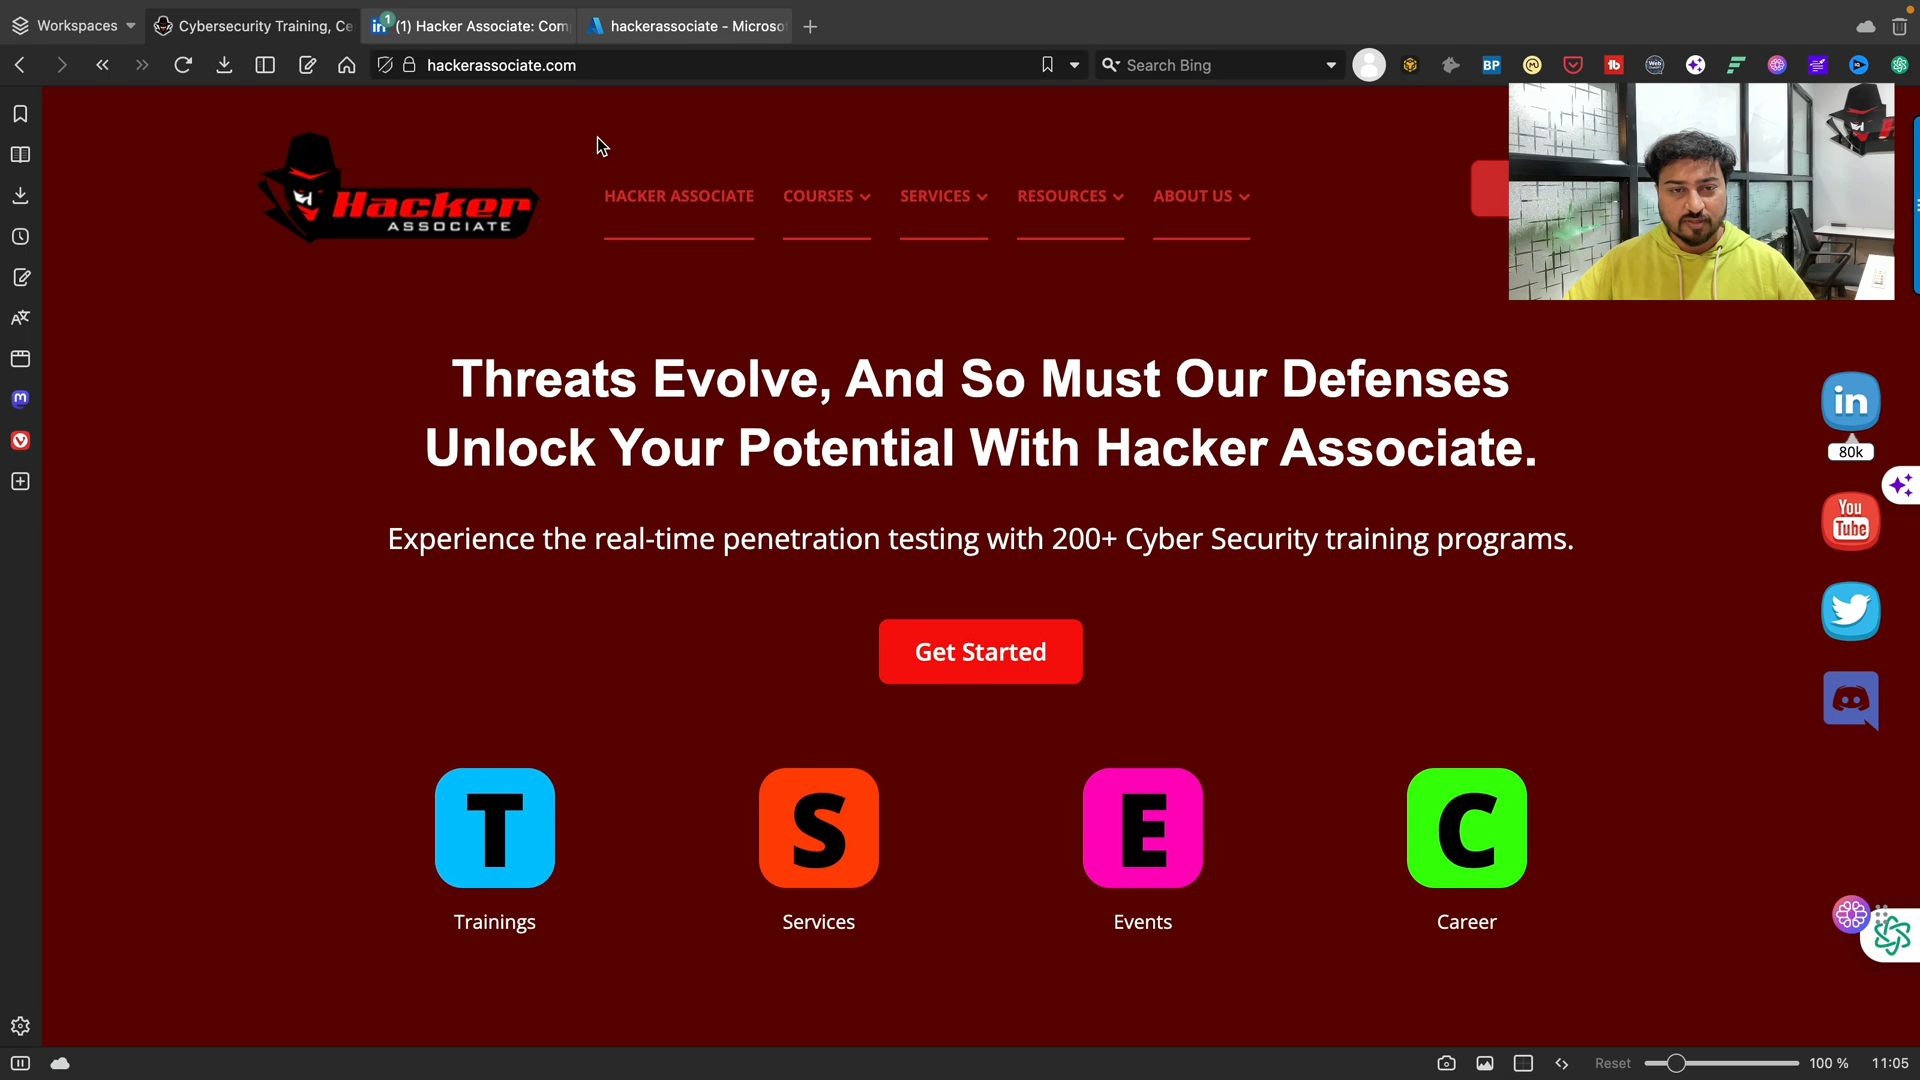 Workspaces
Cybersecurity Training, Ce
in 1 (1) Hacker Associate: Com
hackerassociate - Microso
hackerassociate.com
Search Bing
BP
tb
Hacker
ASSOCIATE
HACKER ASSOCIATE
COURSES
SERVICES
RESOURCES
ABOUT US
Threats Evolve, And So Must Our Defenses
Unlock Your Potential With Hacker Associate.
Experience the real-time penetration testing with 200+ Cyber Security training programs.
Get Started
in
80k
You
Tube
T
S
E
C
Trainings
Services
Events
Career
Reset
100 %
11:05